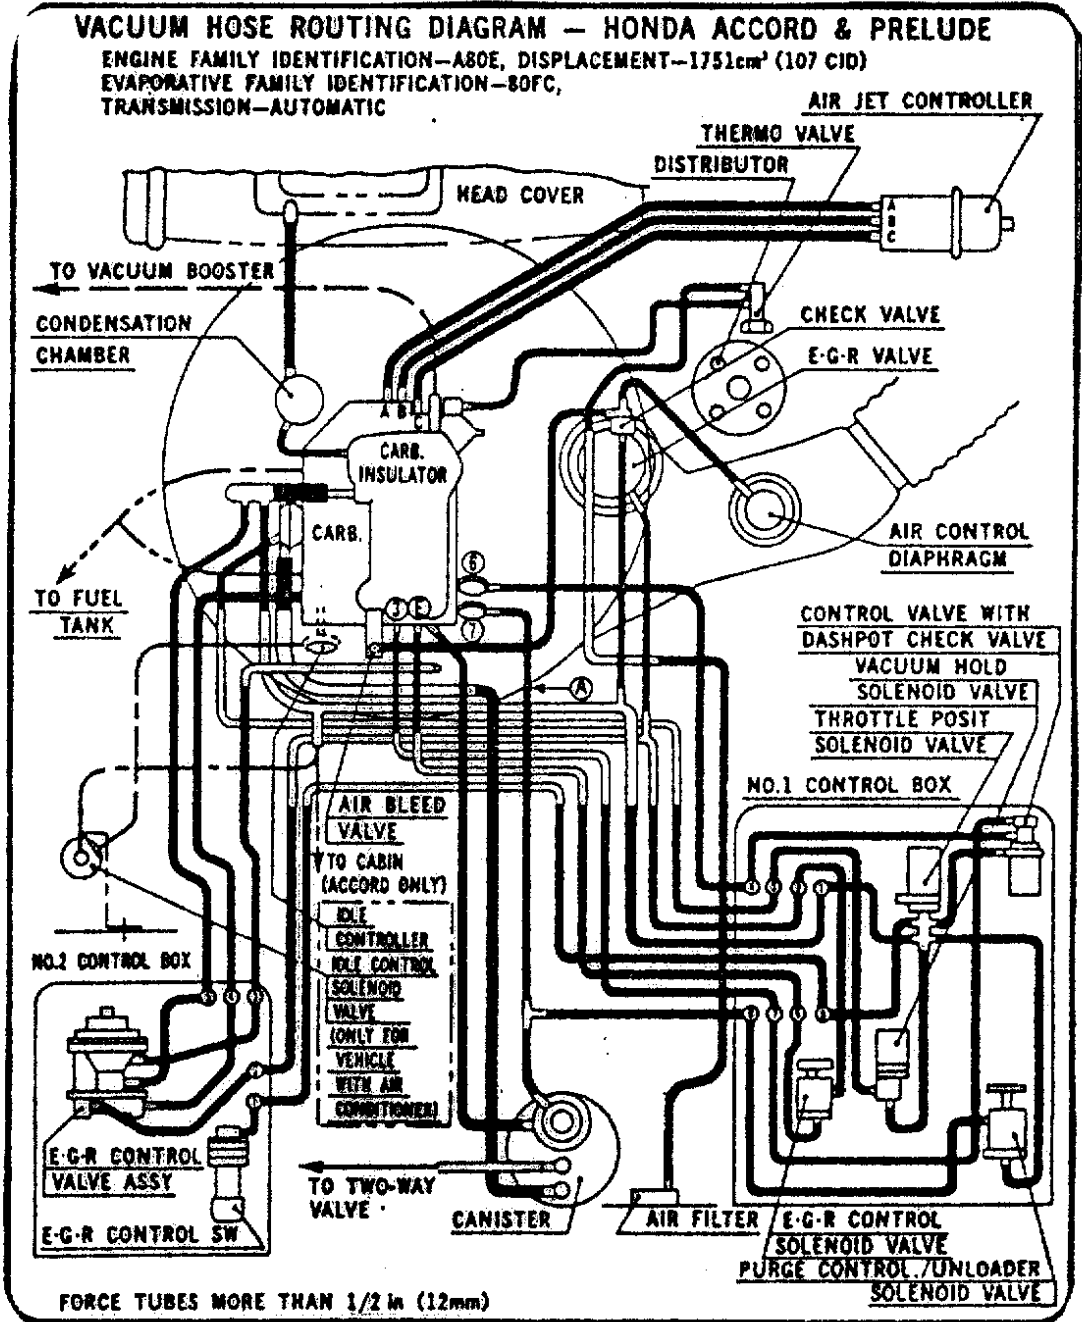 VACUUM HOSE ROUTING DIAGRAM – HONDA ACCORD & PRELUDE
ENGINE FAMILY IDENTIFICATION–A80E, DISPLACEMENT–1751cm³ (107 CID)
EVAPORATIVE FAMILY IDENTIFICATION–80FC,
TRANSMISSION–AUTOMATIC
AIR JET CONTROLLER
THERMO VALVE
DISTRIBUTOR
HEAD COVER
A
B
C
TO VACUUM BOOSTER
CONDENSATION
CHAMBER
CHECK VALVE
E·G·R VALVE
A B
C
CARB.
INSULATOR
CARB.
AIR CONTROL
DIAPHRAGM
6
7
3 E
TO FUEL
TANK
CONTROL VALVE WITH
DASHPOT CHECK VALVE
VACUUM HOLD
SOLENOID VALVE
THROTTLE POSIT
SOLENOID VALVE
A
NO.1 CONTROL BOX
AIR BLEED
VALVE
TO CABIN
(ACCORD ONLY)
IDLE
CONTROLLER
IDLE CONTROL
SOLENOID
VALVE
(ONLY FOR
VEHICLE
WITH AIR
CONDITIONER)
NO.2 CONTROL BOX
E·G·R CONTROL
VALVE ASSY
E·G·R CONTROL SW
TO TWO-WAY
VALVE
CANISTER
AIR FILTER
E·G·R CONTROL
SOLENOID VALVE
PURGE CONTROL./UNLOADER
SOLENOID VALVE
FORCE TUBES MORE THAN 1/2 in (12mm)